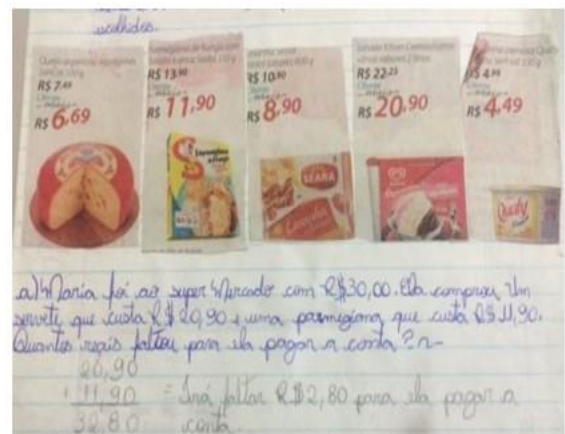 escolhidos.
R$ 7,49
R$ 6,69
R$ 13,90
R$ 11,90
R$ 10,90
R$ 8,90
R$ 22,25
R$ 20,90
R$ 4,99
R$ 4,49
SEARA
Qualy
a) Maria foi ao super Mercado com R$30,00. Ela comprou Um
sorvete que custa R$ 20,90 e uma parmegiana que custa R$ 11,90.
Quantos reais faltou para ela pagar a conta? R-
20,90
+ 11,90 = Irá faltar R$2,80 para ela pagar a
32,80 conta.